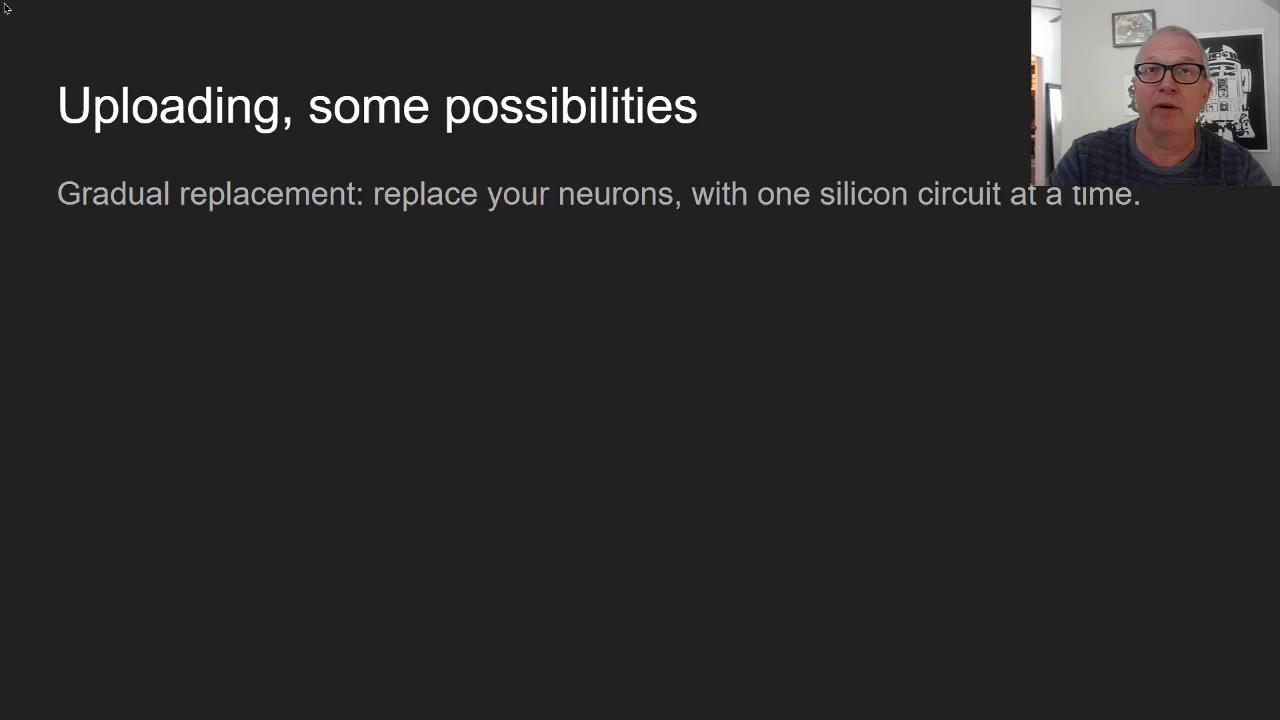 Uploading, some possibilities
Gradual replacement: replace your neurons, with one silicon circuit at a time.